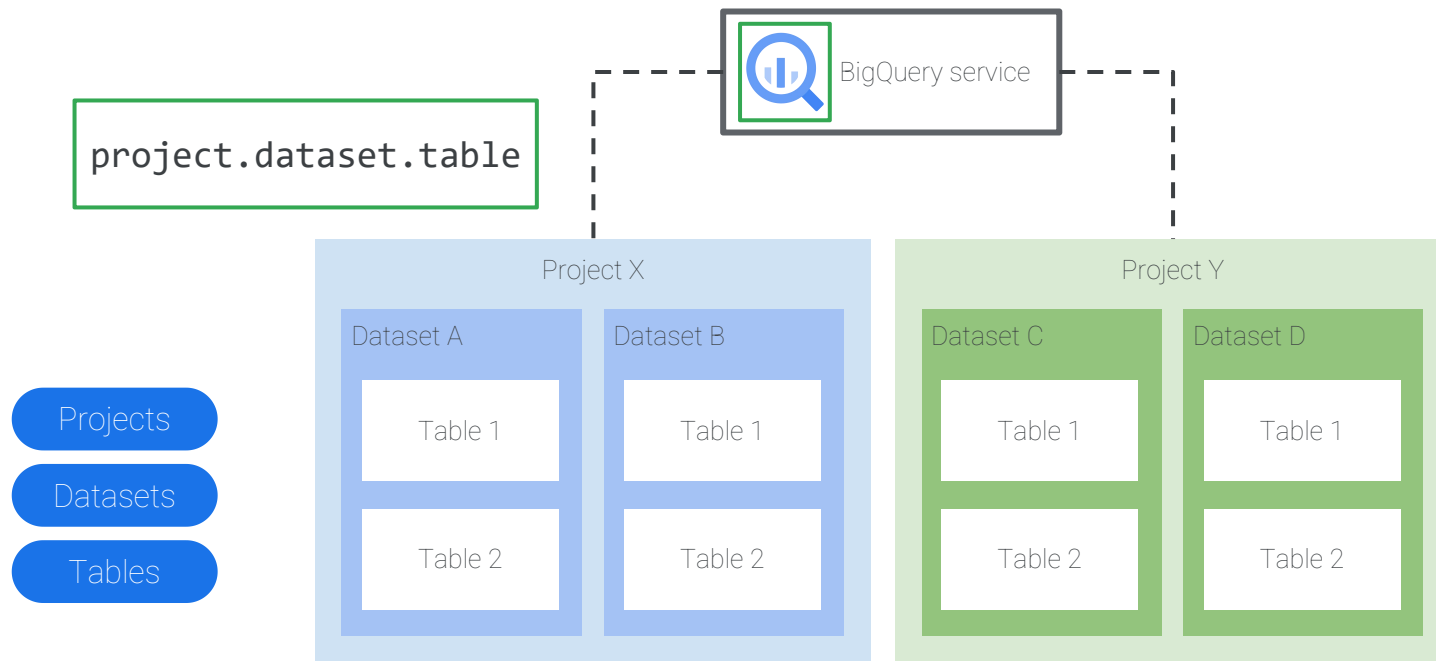 BigQuery service
project.dataset.table
Project X
Project Y
Dataset A
Dataset B
Dataset C
Dataset D
Projects
Table 1
Table 1
Table 1
Table 1
Datasets
Tables
Table 2
Table 2
Table 2
Table 2